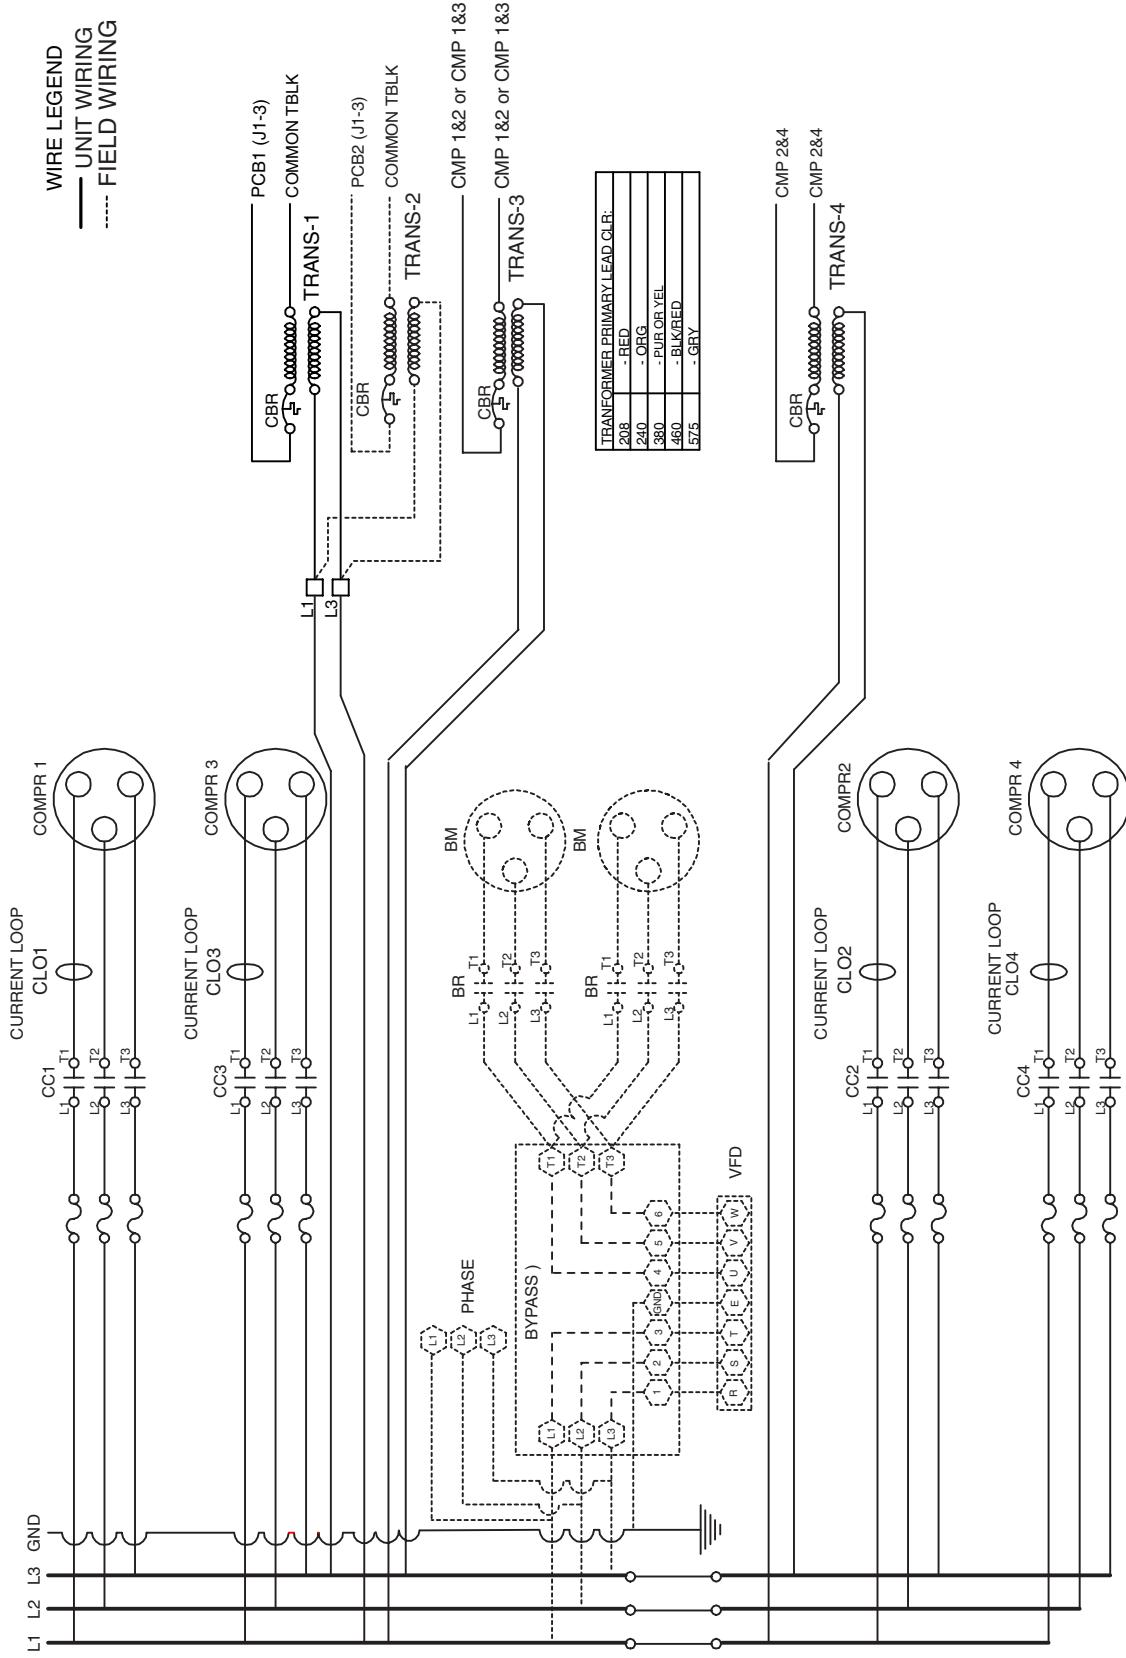 WIRE LEGEND
UNIT WIRING
FIELD WIRING
PCB1 (J1-3)
COMMON TBLK
CBR
TRANS-1
PCB2 (J1-3)
COMMON TBLK
CBR
TRANS-2
CMP 1&2 or CMP 1&3
CMP 1&2 or CMP 1&3
CBR
TRANS-3
L1
L3
TRANFORMER PRIMARY LEAD CLR:
208 - RED
240 - ORG
380 - PUR OR YEL
460 - BLK/RED
575 - GRY
CMP 2&4
CMP 2&4
CBR
TRANS-4
COMPR 1
CURRENT LOOP
CLO1
CC1
L1 T1
L2 T2
L3 T3
COMPR 3
CURRENT LOOP
CLO3
CC3
L1 T1
L2 T2
L3 T3
BM
BR
L1 T1
L2 T2
L3 T3
BM
BR
L1 T1
L2 T2
L3 T3
PHASE
L1
L2
L3
BYPASS )
T1
T2
T3
L1
L2
L3
1 2 3 GND 4 5 6
R S T E U V W
VFD
COMPR2
CURRENT LOOP
CLO2
CC2
L1 T1
L2 T2
L3 T3
COMPR 4
CURRENT LOOP
CLO4
CC4
L1 T1
L2 T2
L3 T3
L1
L2
L3
GND